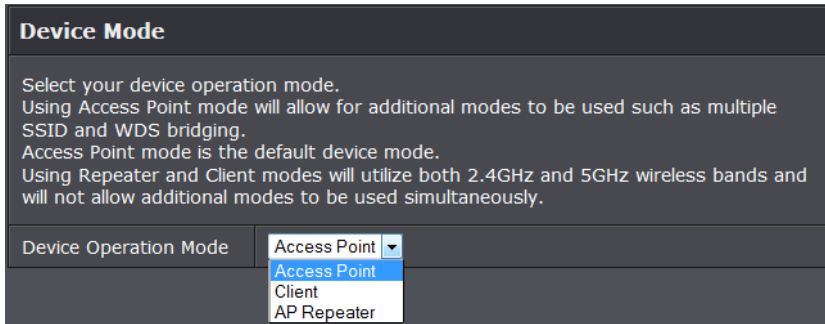 Device Mode
Select your device operation mode.
Using Access Point mode will allow for additional modes to be used such as multiple
SSID and WDS bridging.
Access Point mode is the default device mode.
Using Repeater and Client modes will utilize both 2.4GHz and 5GHz wireless bands and
will not allow additional modes to be used simultaneously.
Device Operation Mode Access Point
Access Point
Client
AP Repeater